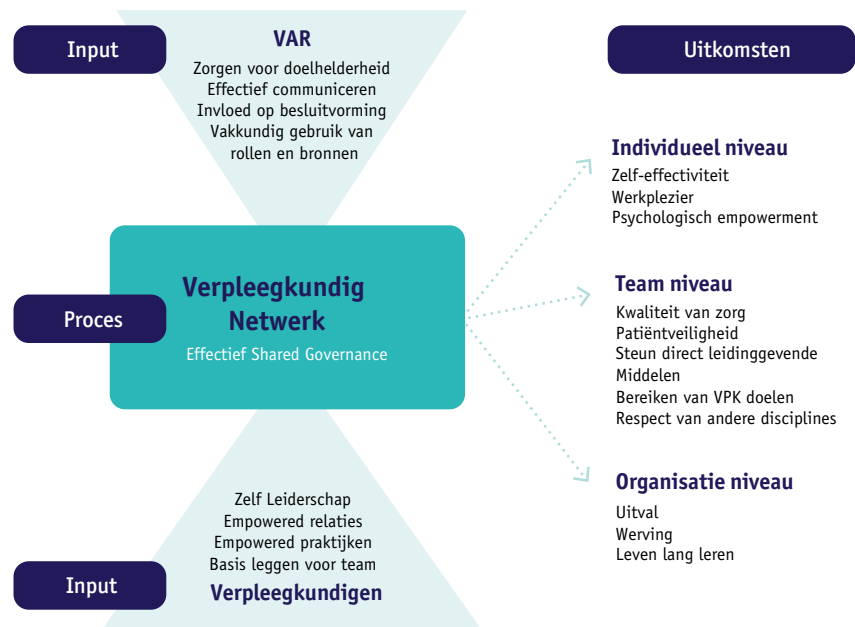 Input
VAR
Zorgen voor doelhelderheid
Effectief communiceren
Invloed op besluitvorming
Vakkundig gebruik van
rollen en bronnen
Proces
Verpleegkundig
Netwerk
Effectief Shared Governance
Zelf Leiderschap
Empowered relaties
Empowered praktijken
Basis leggen voor team
Verpleegkundigen
Input
Uitkomsten
Individueel niveau
Zelf-effectiviteit
Werkplezier
Psychologisch empowerment
Team niveau
Kwaliteit van zorg
Patiëntveiligheid
Steun direct leidinggevende
Middelen
Bereiken van VPK doelen
Respect van andere disciplines
Organisatie niveau
Uitval
Werving
Leven lang leren